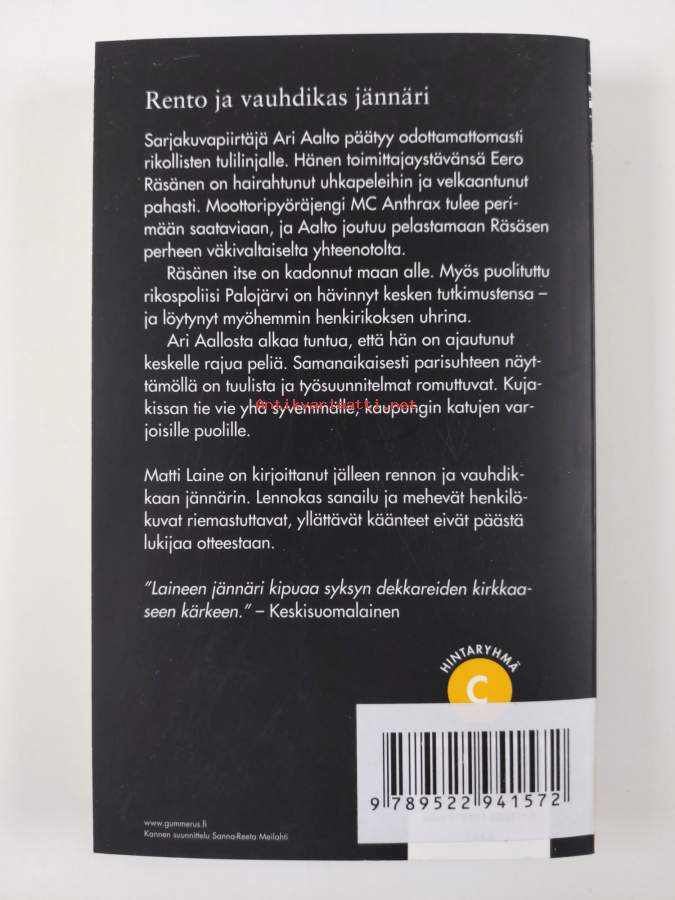 Rento ja vauhdikas jännäri
Sarjakuvapiirtäjä Ari Aalto päätyy odottamattomasti
rikollisten tulilinjalle. Hänen toimittajaystävänsä Eero
Räsänen on hairahtunut uhkapeleihin ja velkaantunut
pahasti. Moottoripyöräjengi MC Anthrax tulee peri-
mään saataviaan, ja Aalto joutuu pelastamaan Räsäsen
perheen väkivaltaiselta yhteenotolta.
Räsänen itse on kadonnut maan alle. Myös puolituttu
rikospoliisi Palojärvi on hävinnyt kesken tutkimustensa –
ja löytynyt myöhemmin henkirikoksen uhrina.
Ari Aallosta alkaa tuntua, että hän on ajautunut
keskelle rajua peliä. Samanaikaisesti parisuhteen näyt-
tämöllä on tuulista ja työsuunnitelmat romuttuvat. Kuja-
kissan tie vie yhä syvemmälle, kaupungin katujen var-
joisille puolille.
Antikvariaatti.net
Matti Laine on kirjoittanut jälleen rennon ja vauhdik-
kaan jännärin. Lennokas sanailu ja mehevät henkilö-
kuvat riemastuttavat, yllättävät käänteet eivät päästä
lukijaa otteestaan.
"Laineen jännäri kipuaa syksyn dekkareiden kirkkaa-
seen kärkeen." – Keskisuomalainen
HINTARYHMÄ
C
9 789522 941572
www.gummerus.fi
Kannen suunnittelu Sanna-Reeta Meilahti